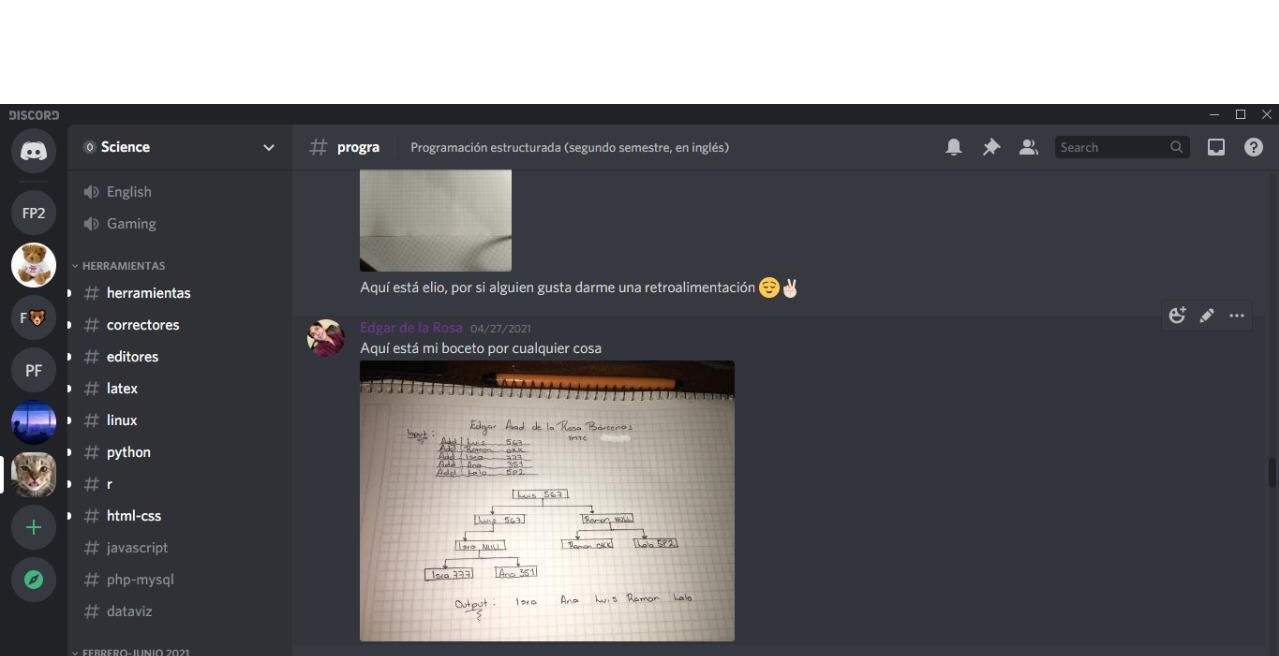 DISCORD
Science
# progra
Programación estructurada (segundo semestre, en inglés)
Search
FP2
F
PF
English
Gaming
HERRAMIENTAS
# herramientas
# correctores
# editores
# latex
# linux
# python
# r
# html-css
# javascript
# php-mysql
# dataviz
FEBRERO-JUNIO 2021
Aquí está elio, por si alguien gusta darme una retroalimentación 😌✌🏻
Edgar de la Rosa 04/27/2021
Aquí está mi boceto por cualquier cosa
Edgar Axd de la Rosa Bárcenas
Input:
Add | Luis 567
Add | Ramon OKK
Add | Isra 777
Add | Ana 351
Add | Lalo 5P2
Luis 567
Luis 567
Ramon NULL
Isra NULL
Ramon OKK
Lalo 5P2
Isra 777
Ana 351
Output: Isra Ana Luis Ramon Lalo